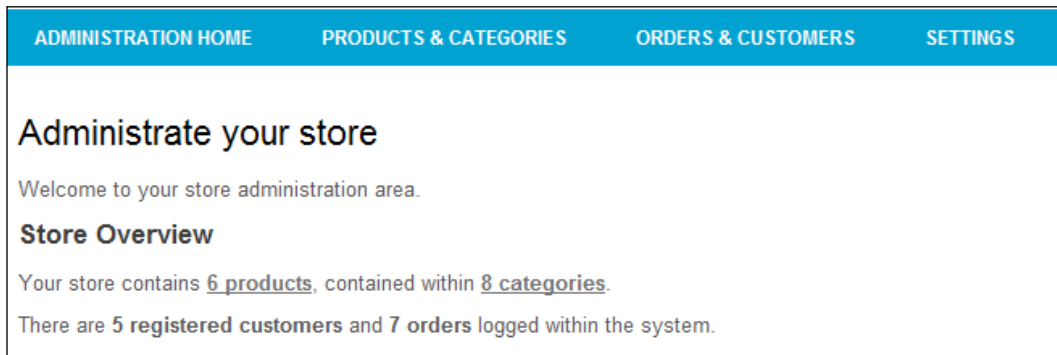 ADMINISTRATION HOME PRODUCTS & CATEGORIES ORDERS & CUSTOMERS SETTINGS
Administrate your store
Welcome to your store administration area.
Store Overview
Your store contains 6 products, contained within 8 categories.
There are 5 registered customers and 7 orders logged within the system.